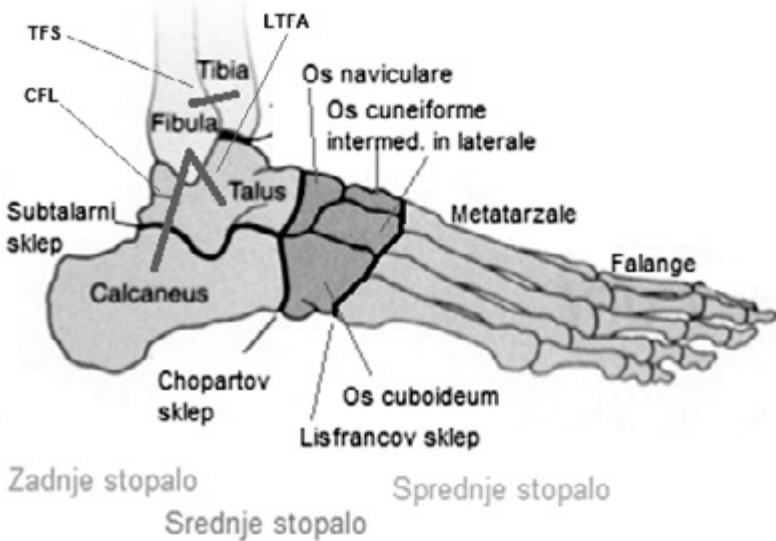 LTFA
TFS
Tibia
CFL
Os naviculare
Os cuneiforme
intermed. in laterale
Fibula
Talus
Subtalarni
sklep
Metatarzale
Falange
Calcaneus
Chopartov
sklep
Os cuboideum
Lisfrancov sklep
Zadnje stopalo
Sprednje stopalo
Srednje stopalo